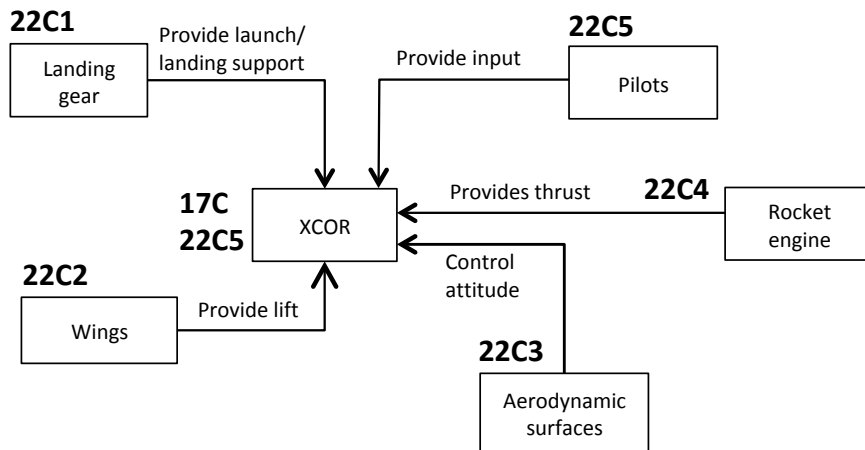 22C1
Provide launch/
landing support
Landing
gear
22C5
Provide input
Pilots
17C
22C5
XCOR
Provides thrust
22C4
Rocket
engine
Control
attitude
22C2
Provide lift
Wings
22C3
Aerodynamic
surfaces